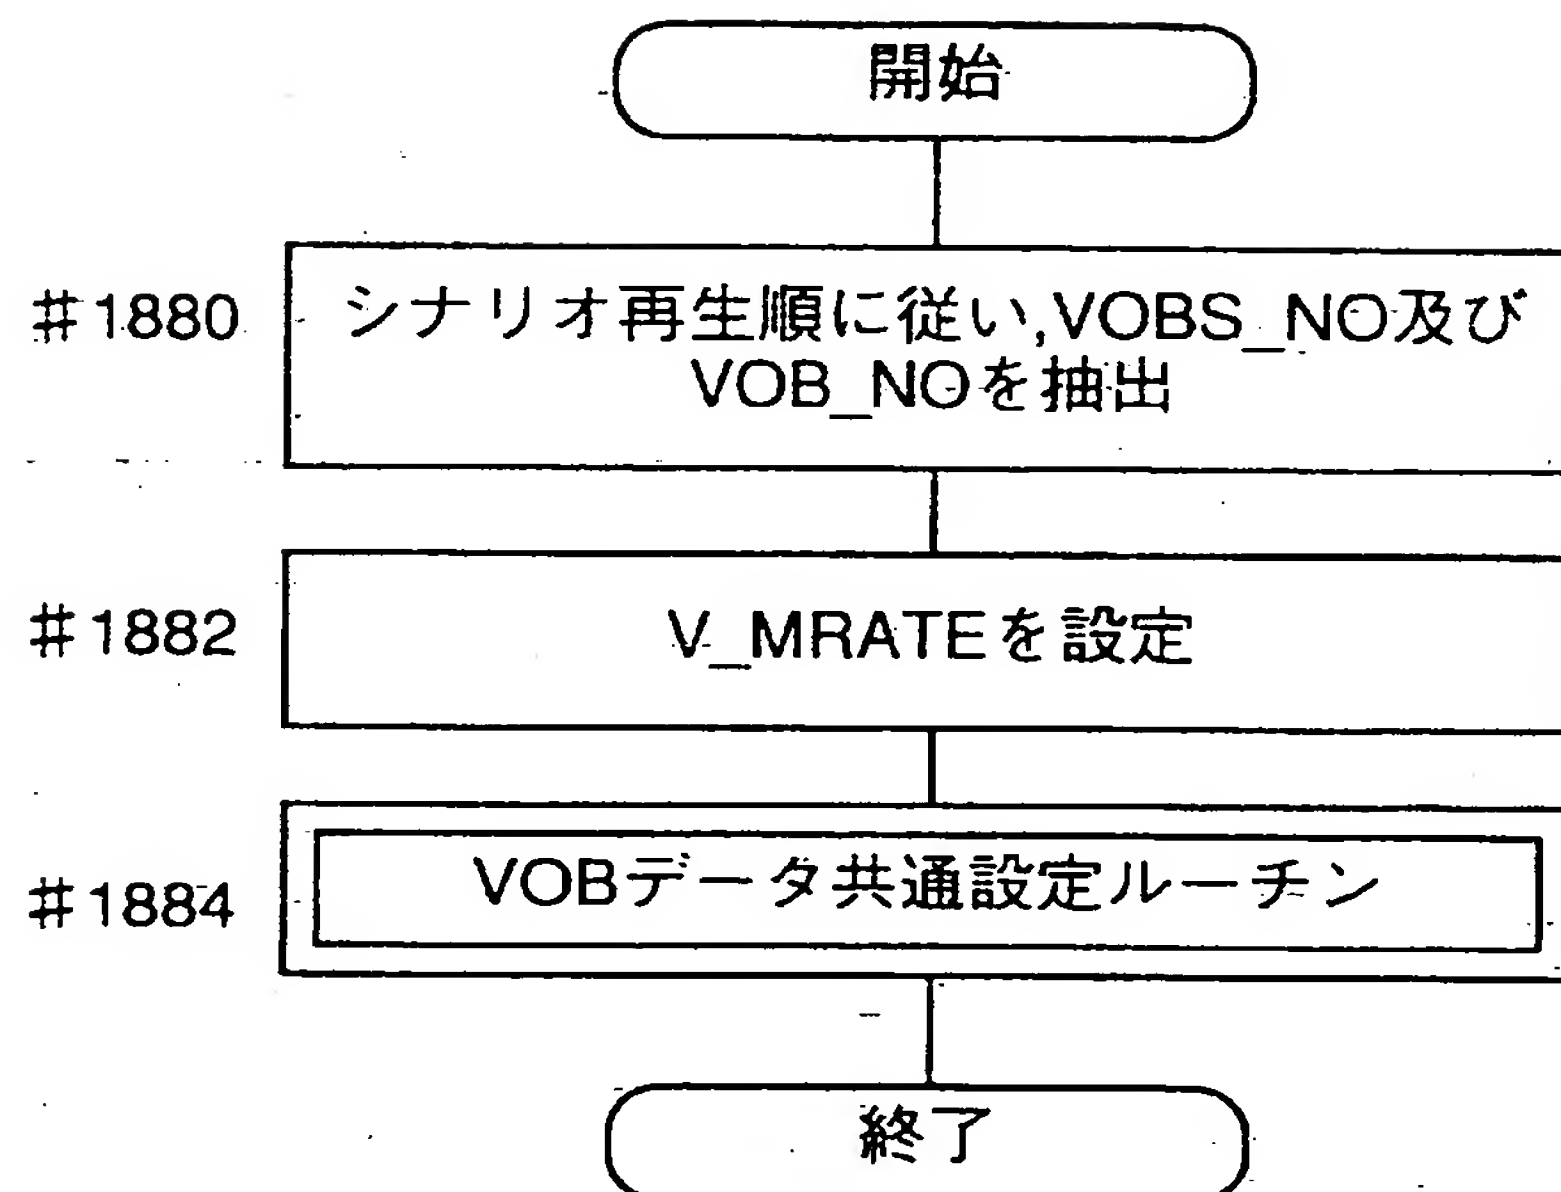 開始
#1880
シナリオ再生順に従い,VOBS_NO及び
VOB_NOを抽出
#1882
V_MRATEを設定
#1884
VOBデータ共通設定ルーチン
終了